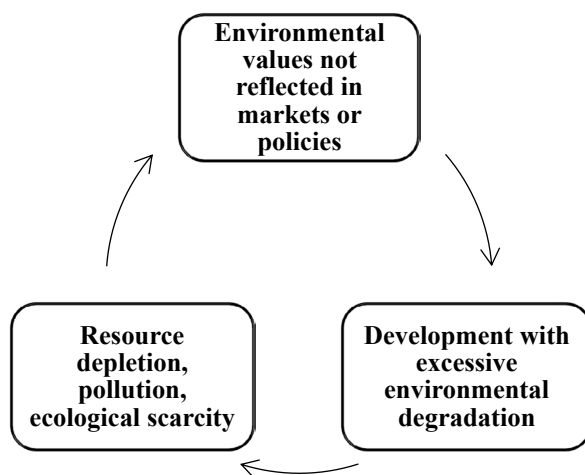 Environmental
values not
reflected in
markets or
policies
Resource
depletion,
pollution,
ecological scarcity
Development with
excessive
environmental
degradation